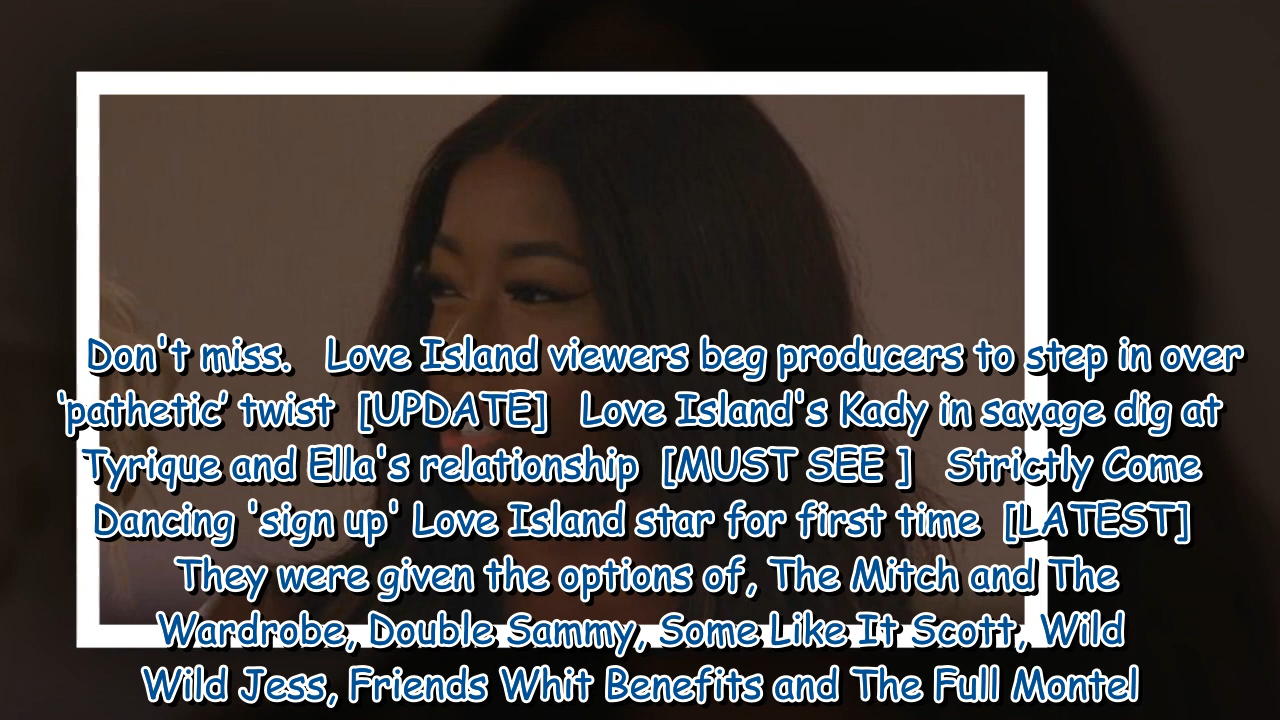 Don't miss.   Love Island viewers beg producers to step in over
‘pathetic’ twist  [UPDATE]   Love Island's Kady in savage dig at
Tyrique and Ella's relationship  [MUST SEE ]   Strictly Come
Dancing 'sign up' Love Island star for first time  [LATEST]
They were given the options of, The Mitch and The
Wardrobe, Double Sammy, Some Like It Scott, Wild
Wild Jess, Friends Whit Benefits and The Full Montel